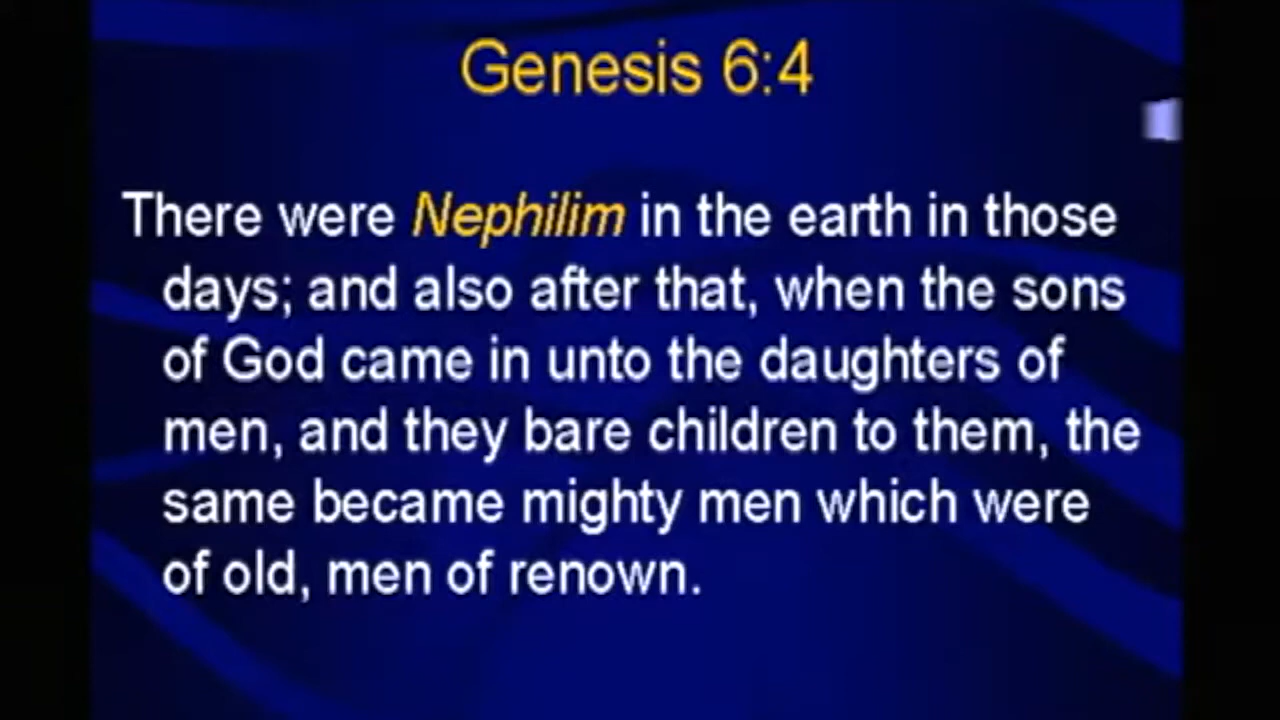 Genesis 6:4
There were Nephilim in the earth in those
days; and also after that, when the sons
of God came in unto the daughters of
men, and they bare children to them, the
same became mighty men which were
of old, men of renown.